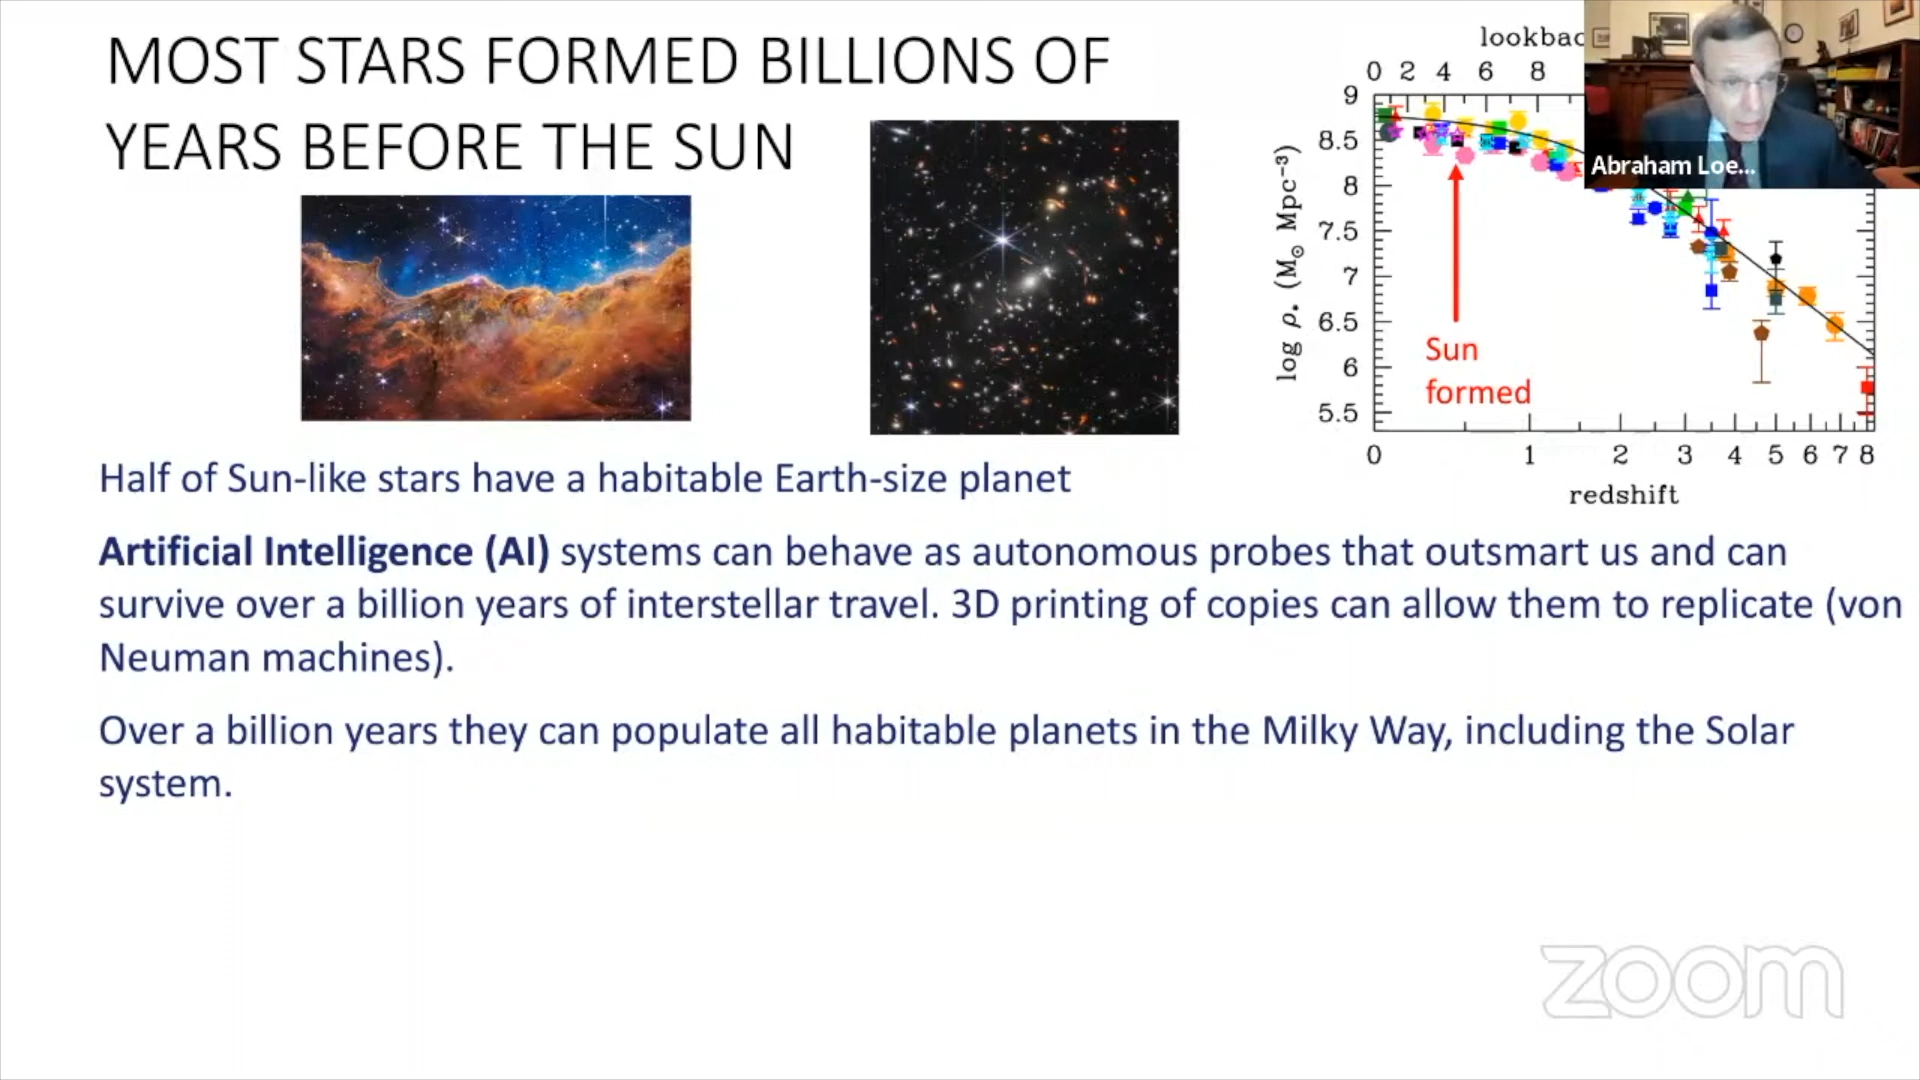 MOST STARS FORMED BILLIONS OF
YEARS BEFORE THE SUN
lookbac
0 2 4 6 8
9
8.5
8
7.5
7
6.5
6
5.5
log ρ* (M⊙ Mpc⁻³)
Sun
formed
0 1 2 3 4 5 6 7 8
redshift
Abraham Loe...
Half of Sun-like stars have a habitable Earth-size planet
Artificial Intelligence (AI) systems can behave as autonomous probes that outsmart us and can
survive over a billion years of interstellar travel. 3D printing of copies can allow them to replicate (von
Neuman machines).
Over a billion years they can populate all habitable planets in the Milky Way, including the Solar
system.
zoom